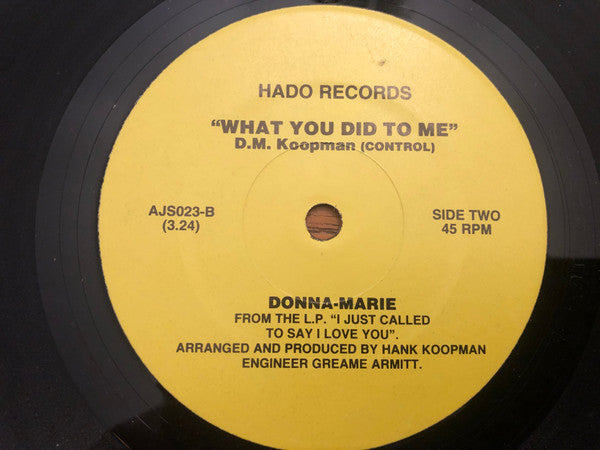 HADO RECORDS
"WHAT YOU DID TO ME"
D.M. Koopman (CONTROL)
AJS023-B
(3.24)
SIDE TWO
45 RPM
DONNA-MARIE
FROM THE L.P. "I JUST CALLED
TO SAY I LOVE YOU".
ARRANGED AND PRODUCED BY HANK KOOPMAN
ENGINEER GREAME ARMITT.